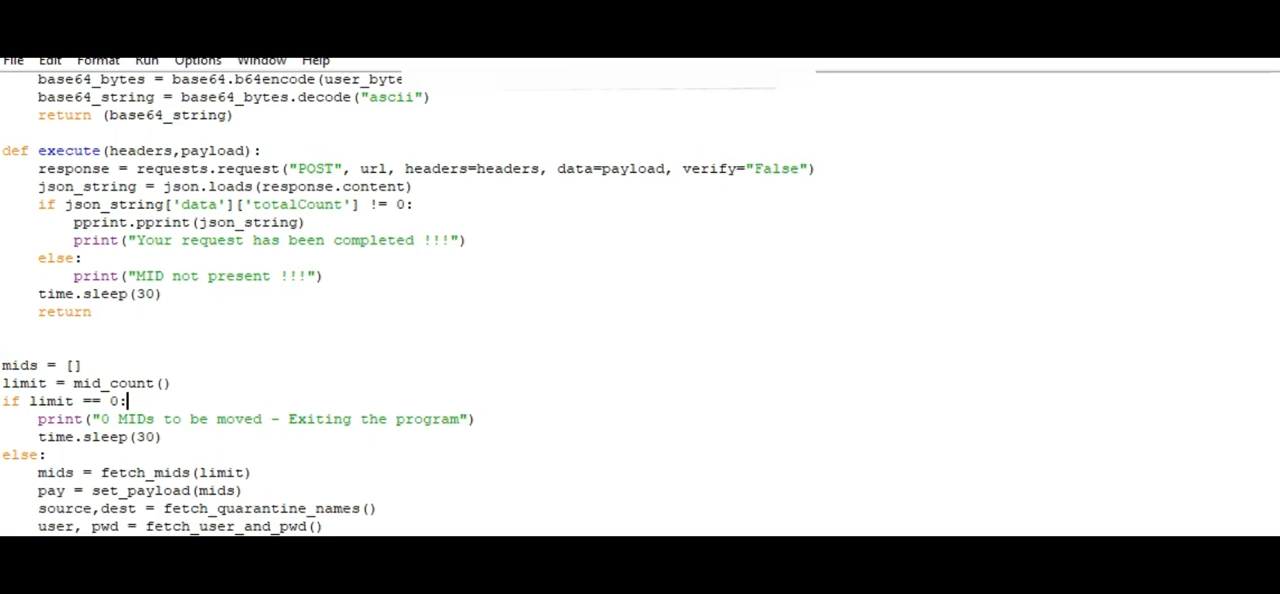 File Edit Format Run Options Window Help
base64_bytes = base64.b64encode(user_byte
base64_string = base64_bytes.decode("ascii")
return (base64_string)
def execute(headers,payload):
response = requests.request("POST", url, headers=headers, data=payload, verify="False")
json_string = json.loads(response.content)
if json_string['data']['totalCount'] != 0:
pprint.pprint(json_string)
print("Your request has been completed !!!")
else:
print("MID not present !!!")
time.sleep(30)
return
mids = []
limit = mid_count()
if limit == 0:
print("0 MIDs to be moved - Exiting the program")
time.sleep(30)
else:
mids = fetch_mids(limit)
pay = set_payload(mids)
source,dest = fetch_quarantine_names()
user, pwd = fetch_user_and_pwd()